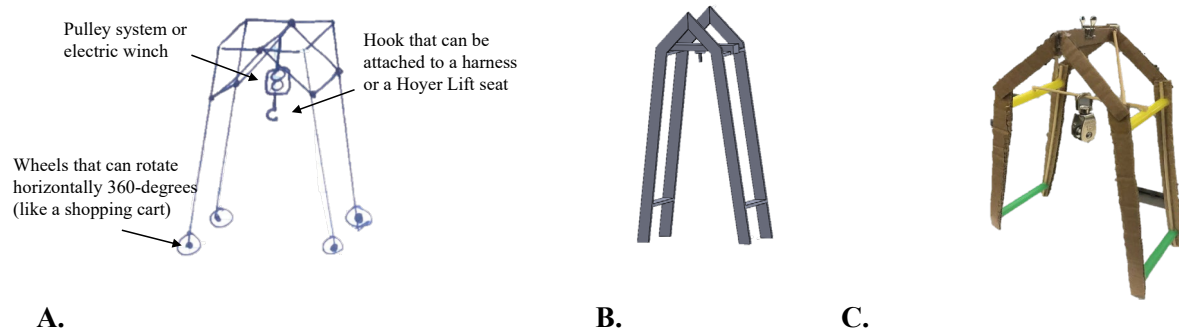 Pulley system or
electric winch
Hook that can be
attached to a harness
or a Hoyer Lift seat
Wheels that can rotate
horizontally 360-degrees
(like a shopping cart)
A.
B.
C.